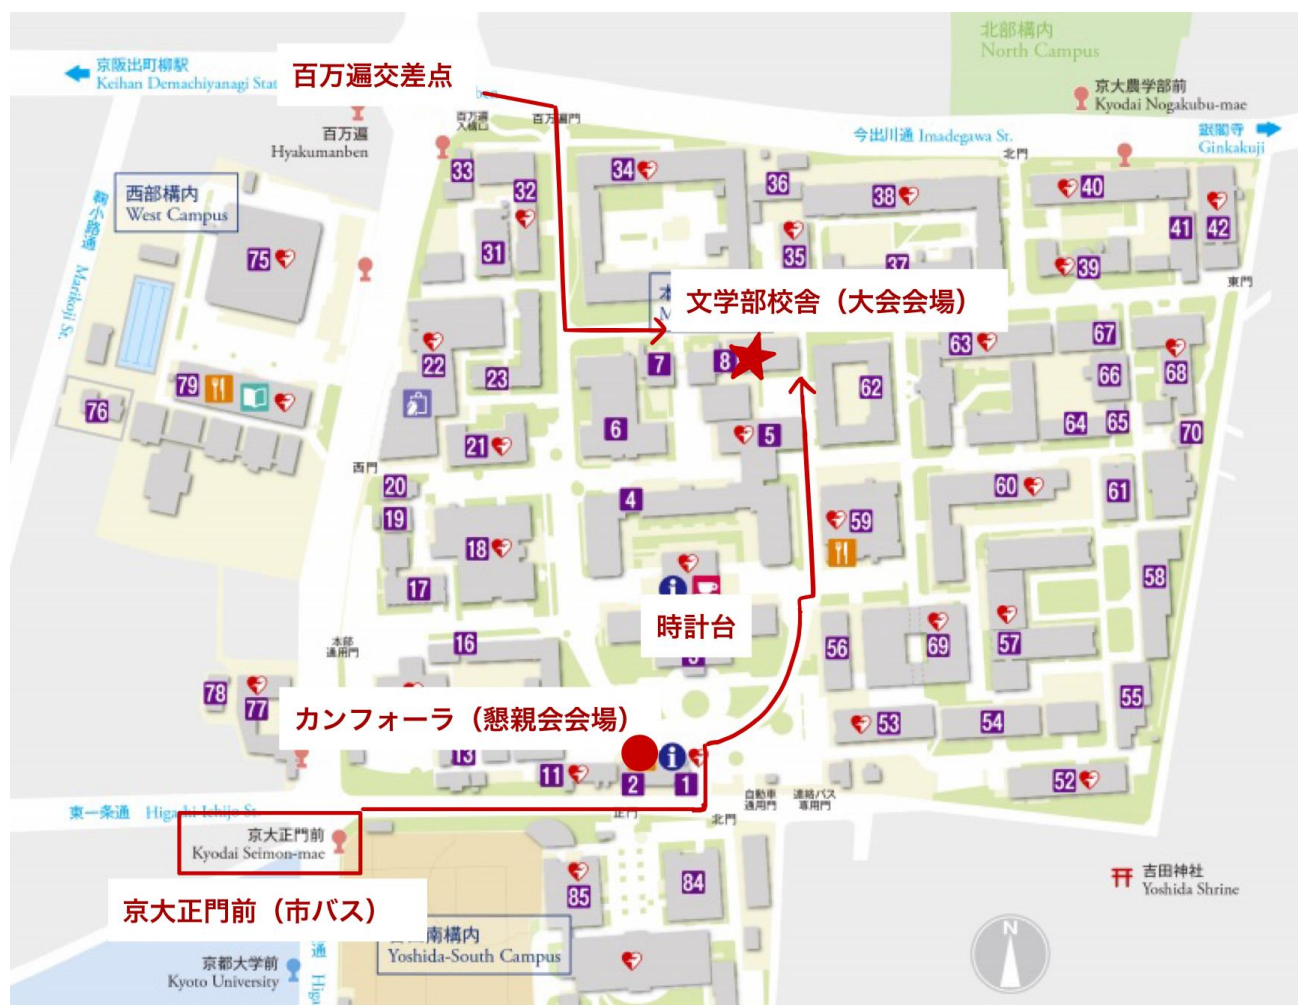 北部構内
North Campus
京阪出町柳駅
Keihan Demachiyanagi
百万遍交差点
百万遍
入構口
百万遍門
京大農学部前
Kyodai Nogakubu-mae
今出川通 Imadegawa St.
銀閣寺
Ginkakuji
北門
百万遍
Hyakumanben
西部構内
West Campus
鞠小路通 Marikoji St.
33
32
34
36
38
40
31
35
37
41
42
39
75
東門
文学部校舎（大会会場）
22
23
7
8
63
67
62
66
68
79
76
21
6
5
64
65
70
西門
20
19
4
60
61
59
18
17
58
時計台
本部
通用門
16
56
69
57
78
77
55
カンフォーラ（懇親会会場）
53
54
13
11
2
1
52
自動車
通用門
連絡バス
専用門
東一条通 Higashi-Ichijo St.
正門
北門
京大正門前
Kyodai Seimon-mae
85
84
吉田神社
Yoshida Shrine
京大正門前（市バス）
南構内
Yoshida-South Campus
通
京都大学前
Kyoto University
N